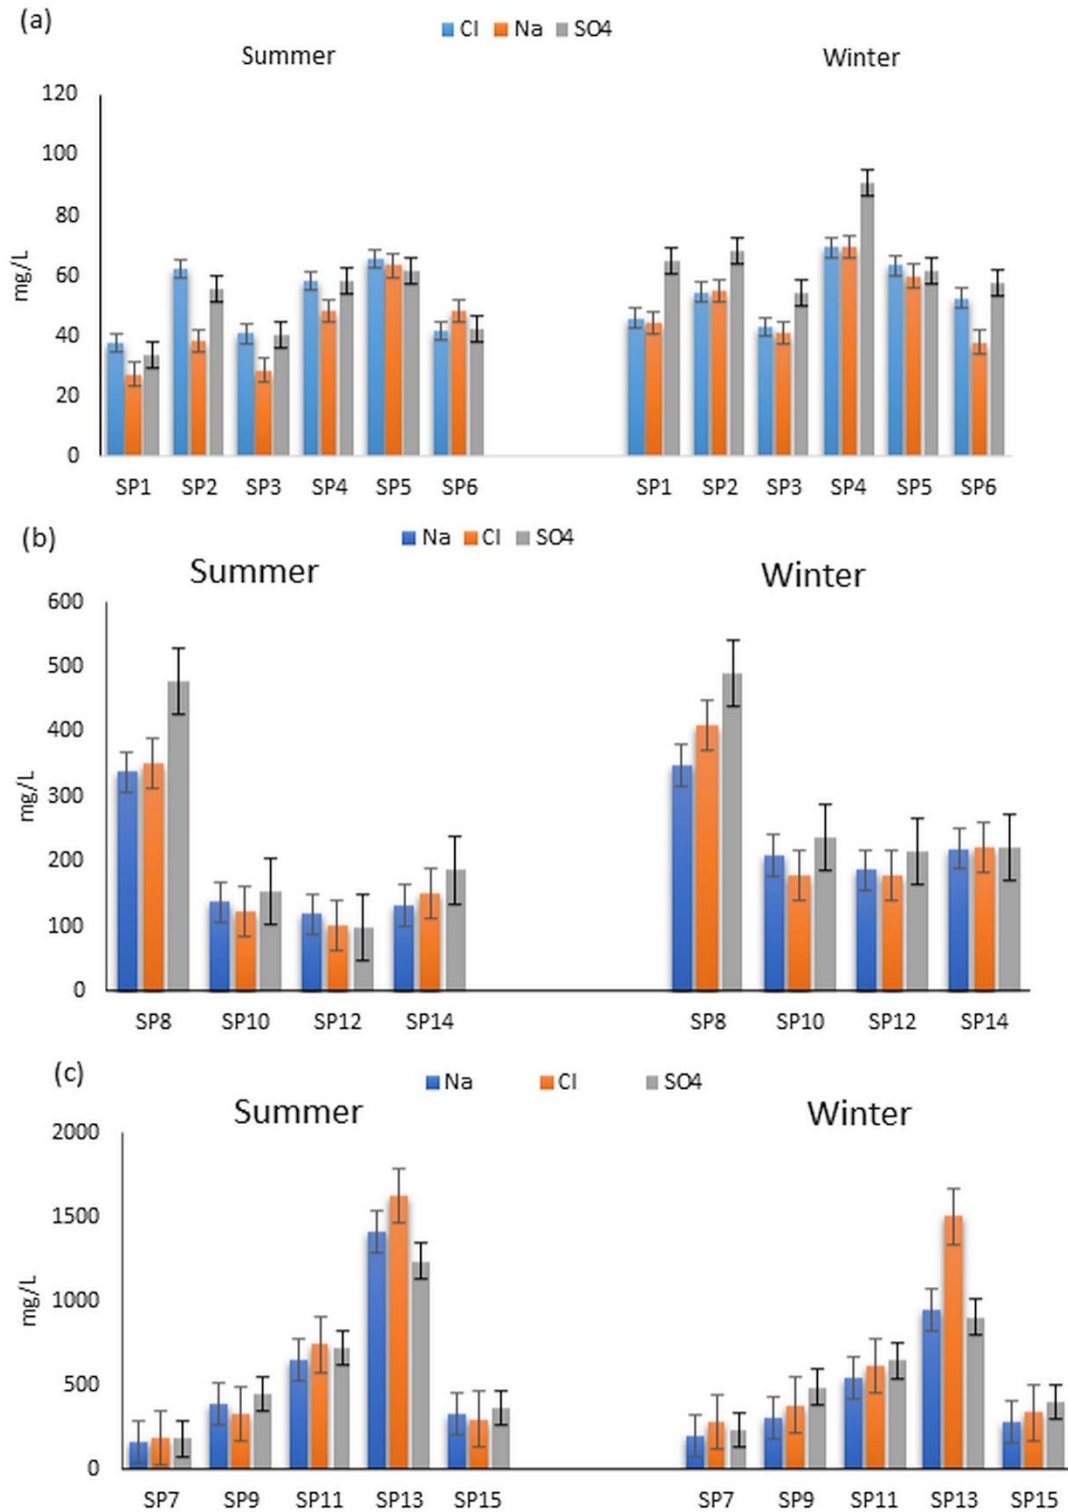 (a)
Cl Na SO4
Summer Winter
120
100
80
60
40
20
0
mg/L
SP1 SP2 SP3 SP4 SP5 SP6 SP1 SP2 SP3 SP4 SP5 SP6
(b)
Na Cl SO4
Summer Winter
600
500
400
300
200
100
0
mg/L
SP8 SP10 SP12 SP14 SP8 SP10 SP12 SP14
(c)
Na Cl SO4
Summer Winter
2000
1500
1000
500
0
mg/L
SP7 SP9 SP11 SP13 SP15 SP7 SP9 SP11 SP13 SP15